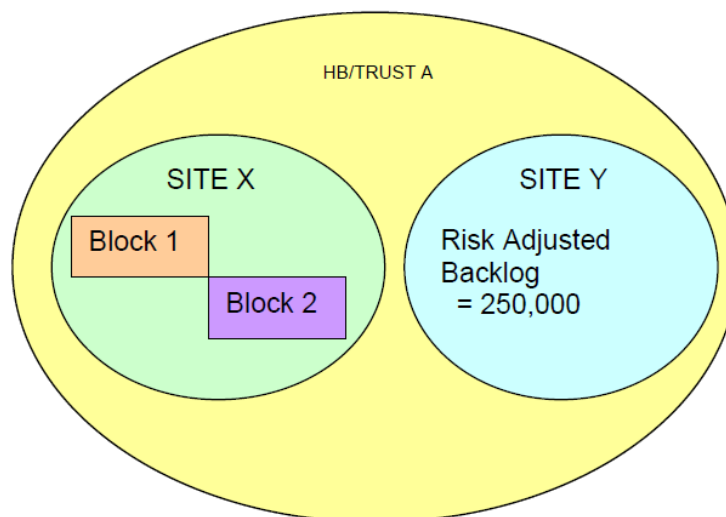 HB/TRUST A
SITE X
Block 1
Block 2
SITE Y
Risk Adjusted
Backlog
= 250,000